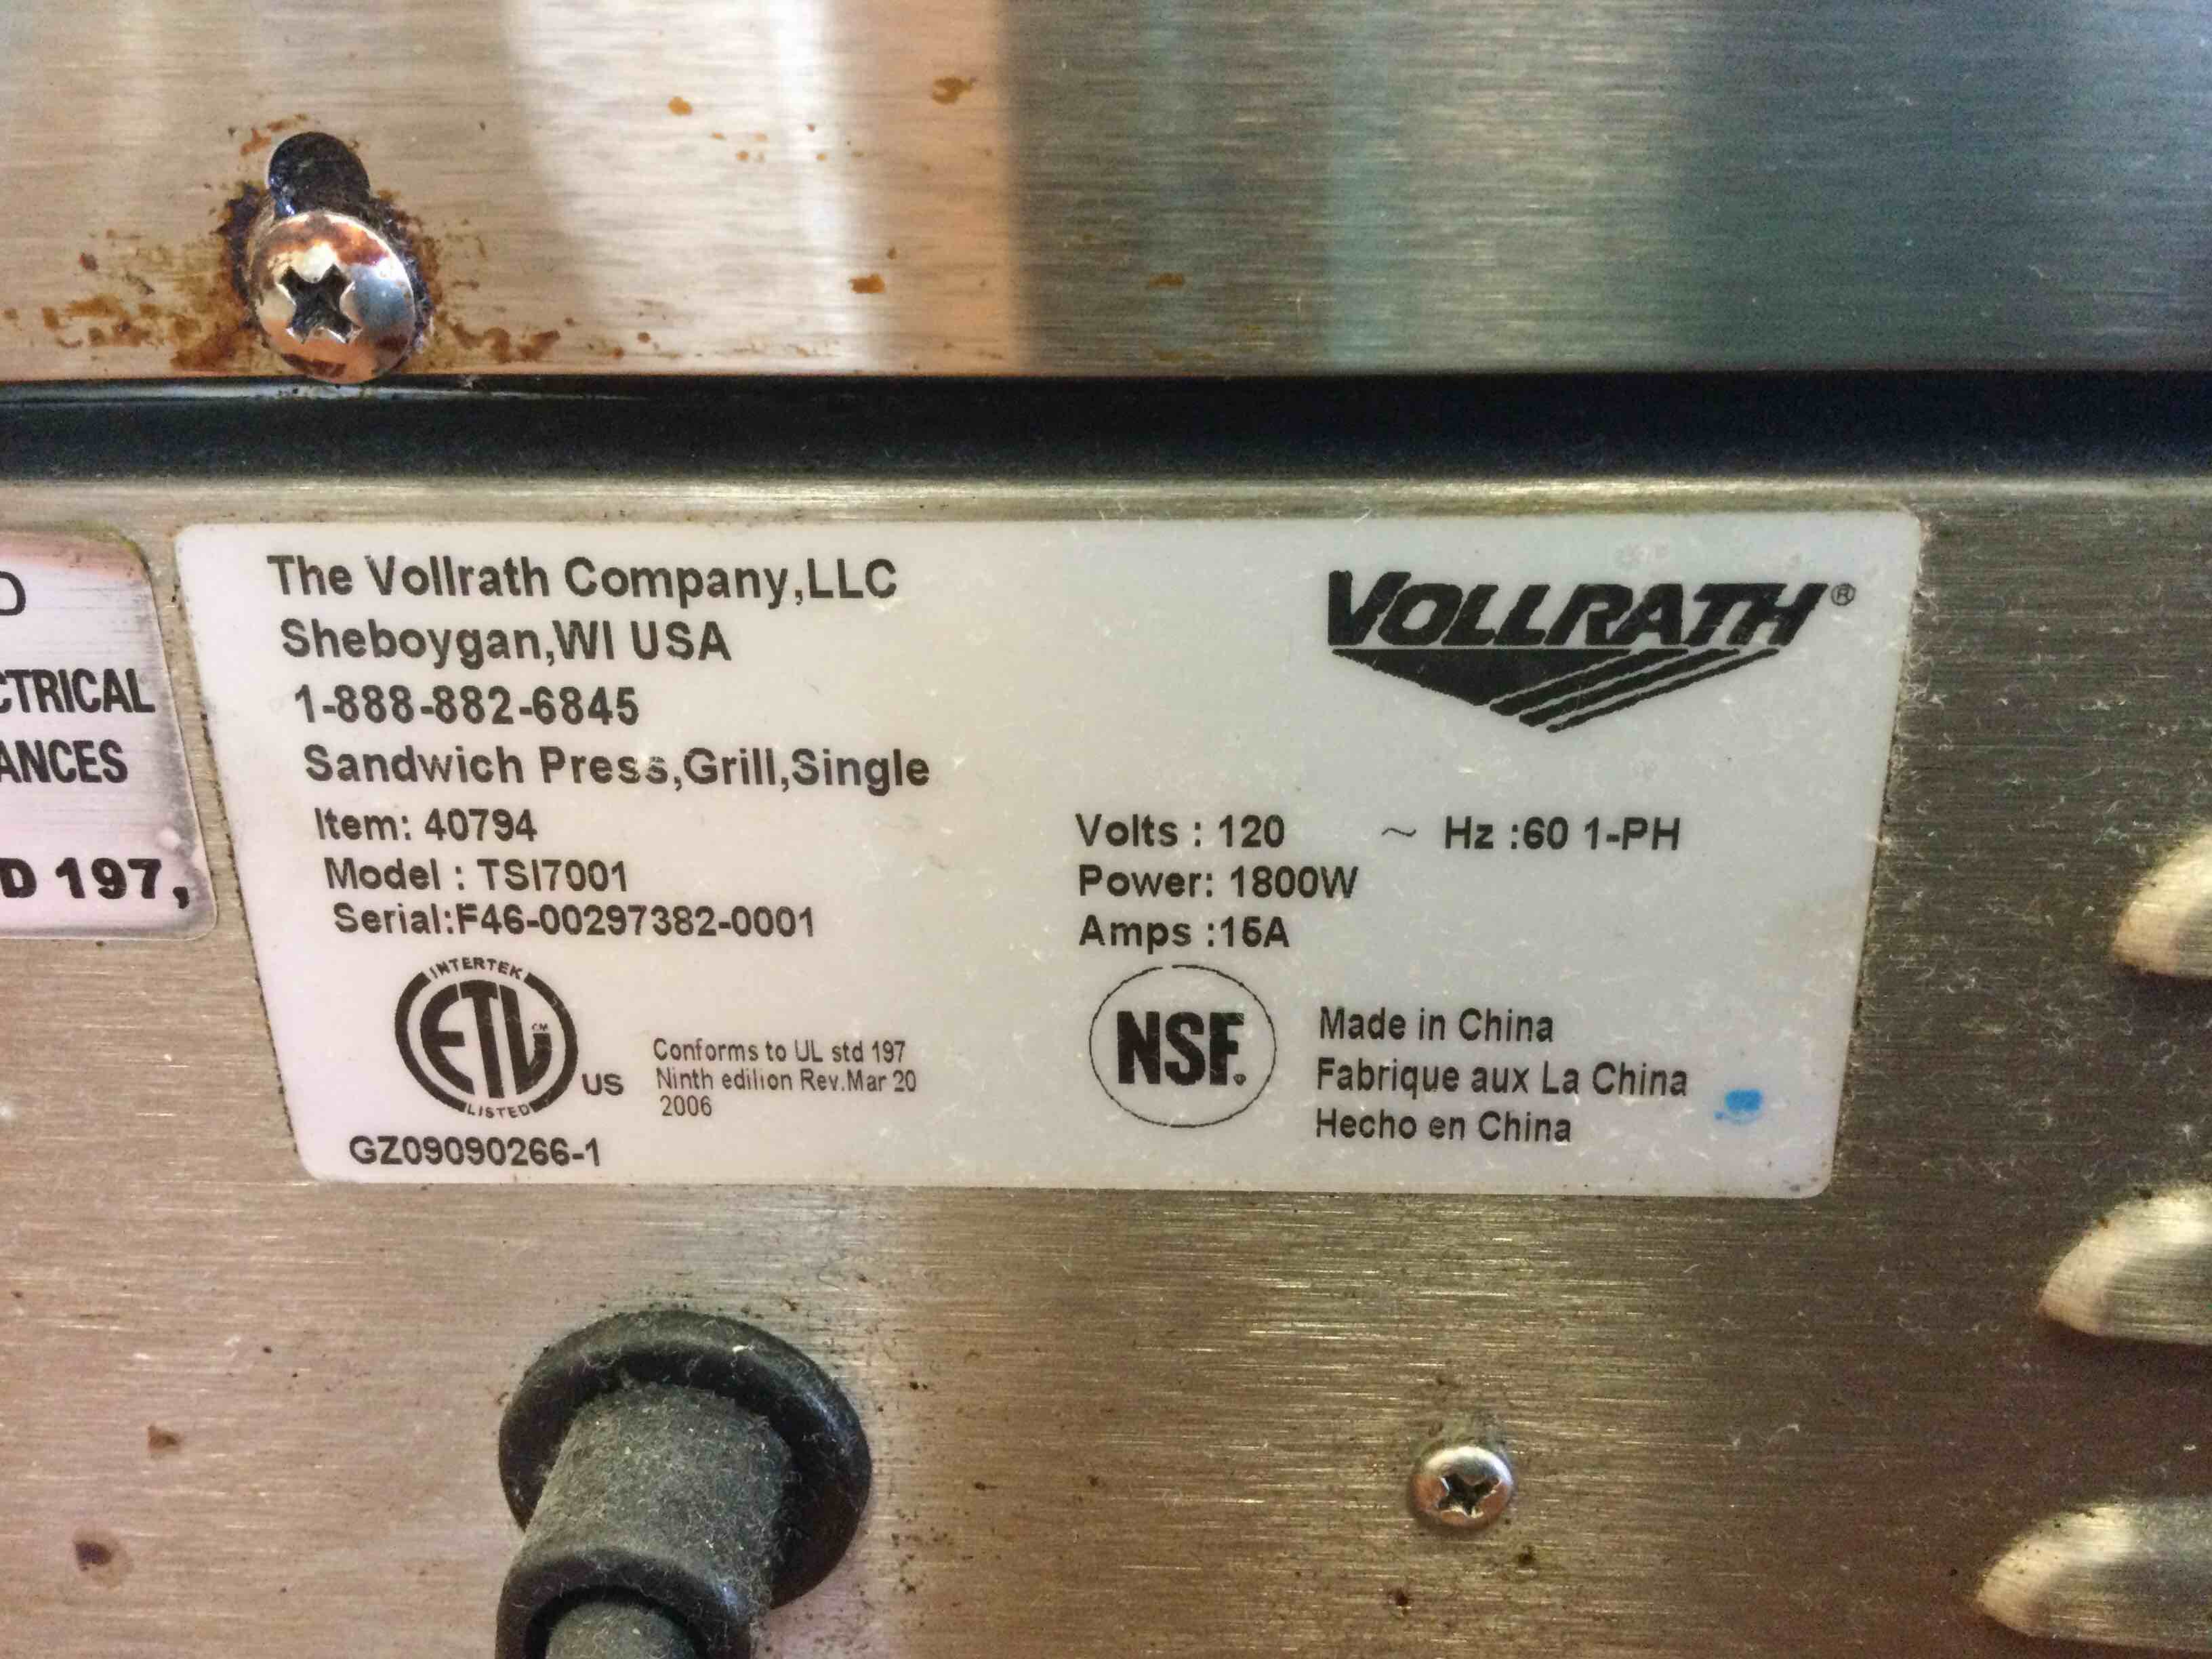 D
CTRICAL
ANCES
D 197,
The Vollrath Company,LLC
Sheboygan,WI USA
1-888-882-6845
Sandwich Press,Grill,Single
Item: 40794
Model : TSI7001
Serial:F46-00297382-0001
INTERTEK
ETL CM
LISTED
US
Conforms to UL std 197
Ninth edilion Rev.Mar 20
2006
GZ09090266-1
VOLLRATH®
Volts : 120 ~ Hz :60 1-PH
Power: 1800W
Amps :15A
NSF.
Made in China
Fabrique aux La China
Hecho en China